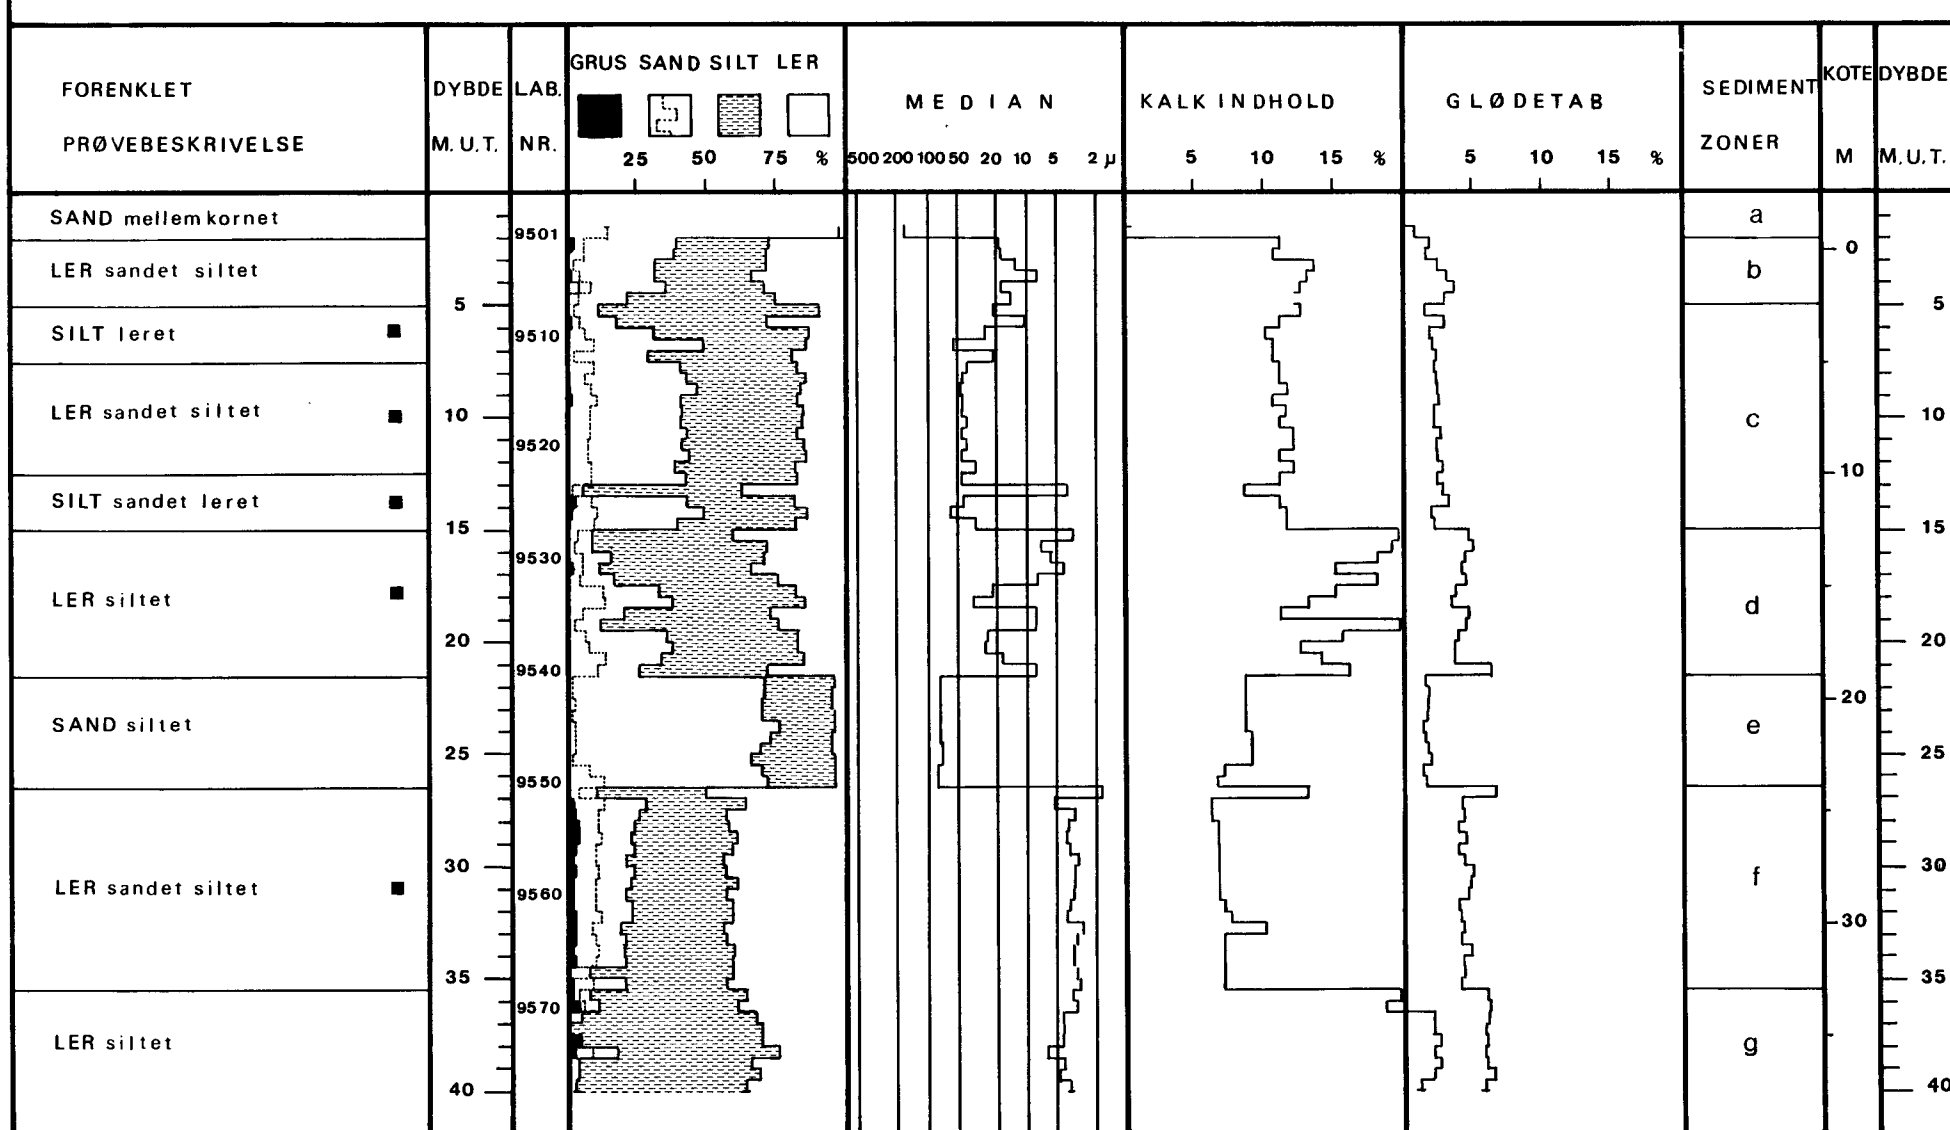 FORENKLET
PRØVEBESKRIVELSE
DYBDE
M.U.T.
LAB.
NR.
GRUS SAND SILT LER
25 50 75 %
MEDIAN
500 200 100 50 20 10 5 2 µ
KALK INDHOLD
5 10 15 %
GLØDETAB
5 10 15 %
SEDIMENT
ZONER
KOTE
M
DYBDE
M.U.T.
SAND mellemkornet
LER sandet siltet
SILT leret
LER sandet siltet
SILT sandet leret
LER siltet
SAND siltet
LER sandet siltet
LER siltet
5
10
15
20
25
30
35
40
9501
9510
9520
9530
9540
9550
9560
9570
a
b
c
d
e
f
g
0
10
20
30
5
10
15
20
25
30
35
40